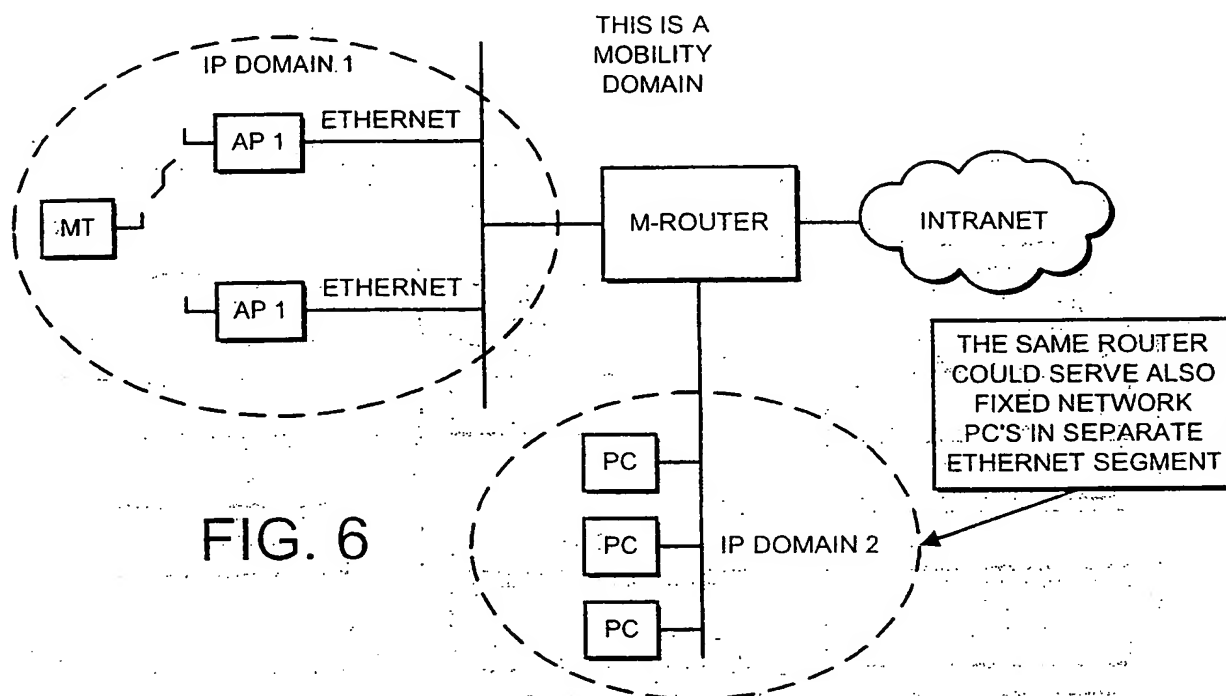 THIS IS A
MOBILITY
DOMAIN
IP DOMAIN 1
AP 1
ETHERNET
MT
M-ROUTER
INTRANET
AP 1
ETHERNET
THE SAME ROUTER
COULD SERVE ALSO
FIXED NETWORK
PC'S IN SEPARATE
ETHERNET SEGMENT
PC
PC
IP DOMAIN 2
PC
FIG. 6